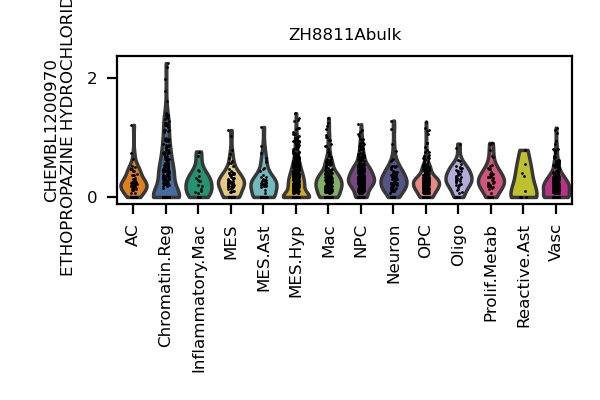 ZH8811Abulk
CHEMBL1200970
ETHOPROPAZINE HYDROCHLORID
2
0
AC
Chromatin.Reg
Inflammatory.Mac
MES
MES.Ast
MES.Hyp
Mac
NPC
Neuron
OPC
Oligo
Prolif.Metab
Reactive.Ast
Vasc